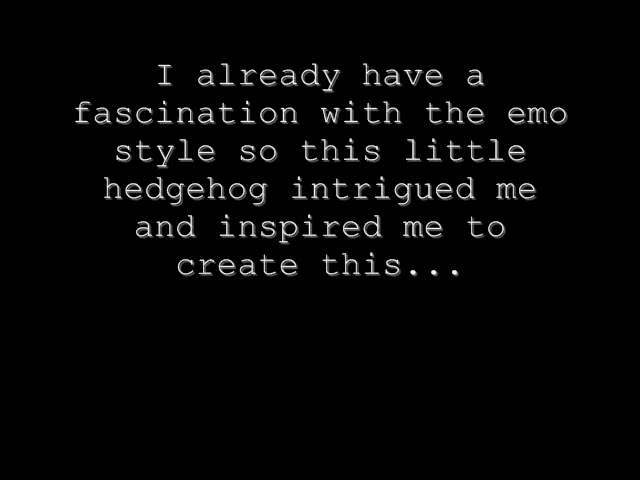 I already have a
fascination with the emo
style so this little
hedgehog intrigued me
and inspired me to
create this...